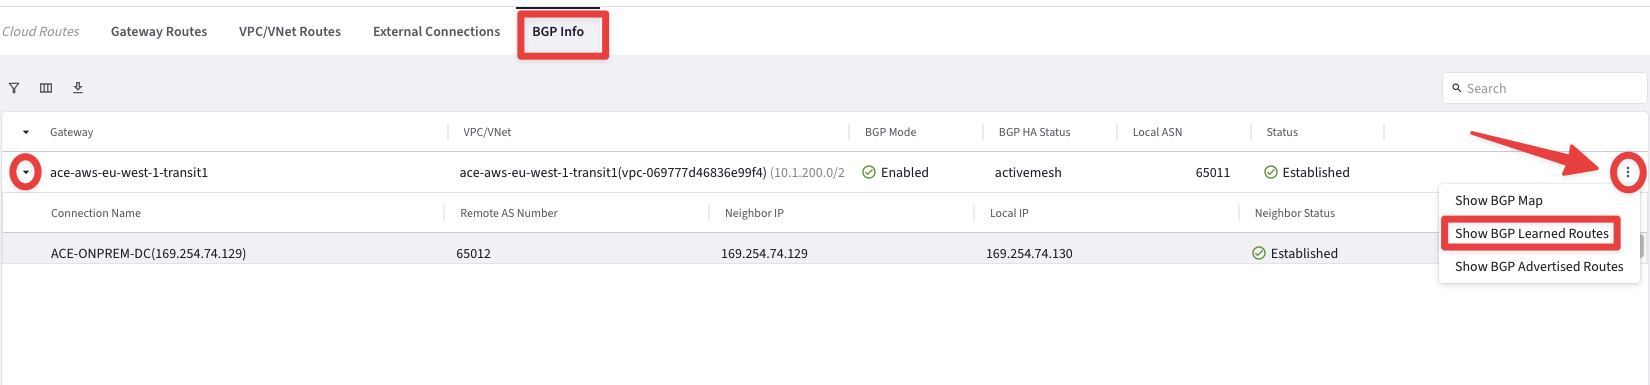 Cloud Routes Gateway Routes VPC/VNet Routes External Connections BGP Info
Search
Gateway VPC/VNet BGP Mode BGP HA Status Local ASN Status
ace-aws-eu-west-1-transit1 ace-aws-eu-west-1-transit1(vpc-069777d46836e99f4) (10.1.200.0/2 Enabled activemesh 65011 Established
Show BGP Map
Connection Name Remote AS Number Neighbor IP Local IP Neighbor Status
Show BGP Learned Routes
ACE-ONPREM-DC(169.254.74.129) 65012 169.254.74.129 169.254.74.130 Established
Show BGP Advertised Routes